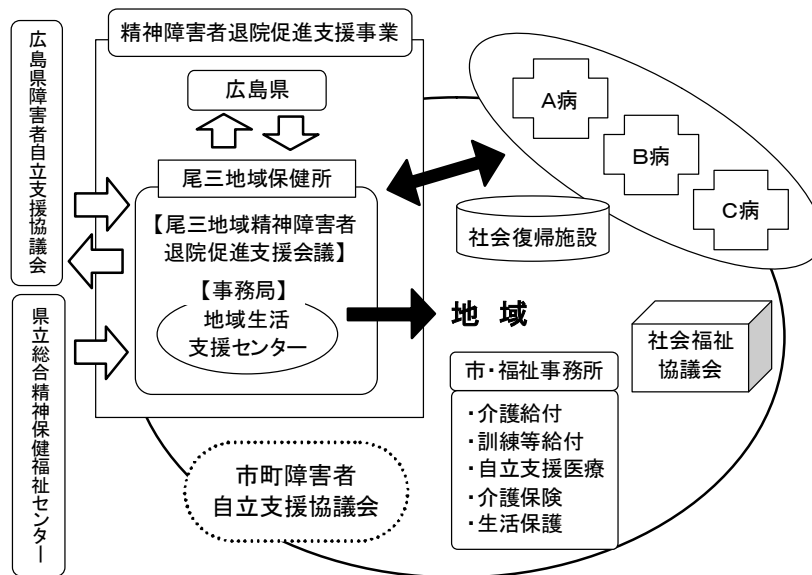 精神障害者退院促進支援事業
広島県障害者自立支援協議会
広島県
尾三地域保健所
【尾三地域精神障害者
退院促進支援会議】
【事務局】
地域生活
支援センター
県立総合精神保健福祉センター
A病
B病
C病
社会復帰施設
地 域
社会福祉
協議会
市・福祉事務所
・介護給付
・訓練等給付
・自立支援医療
・介護保険
・生活保護
市町障害者
自立支援協議会